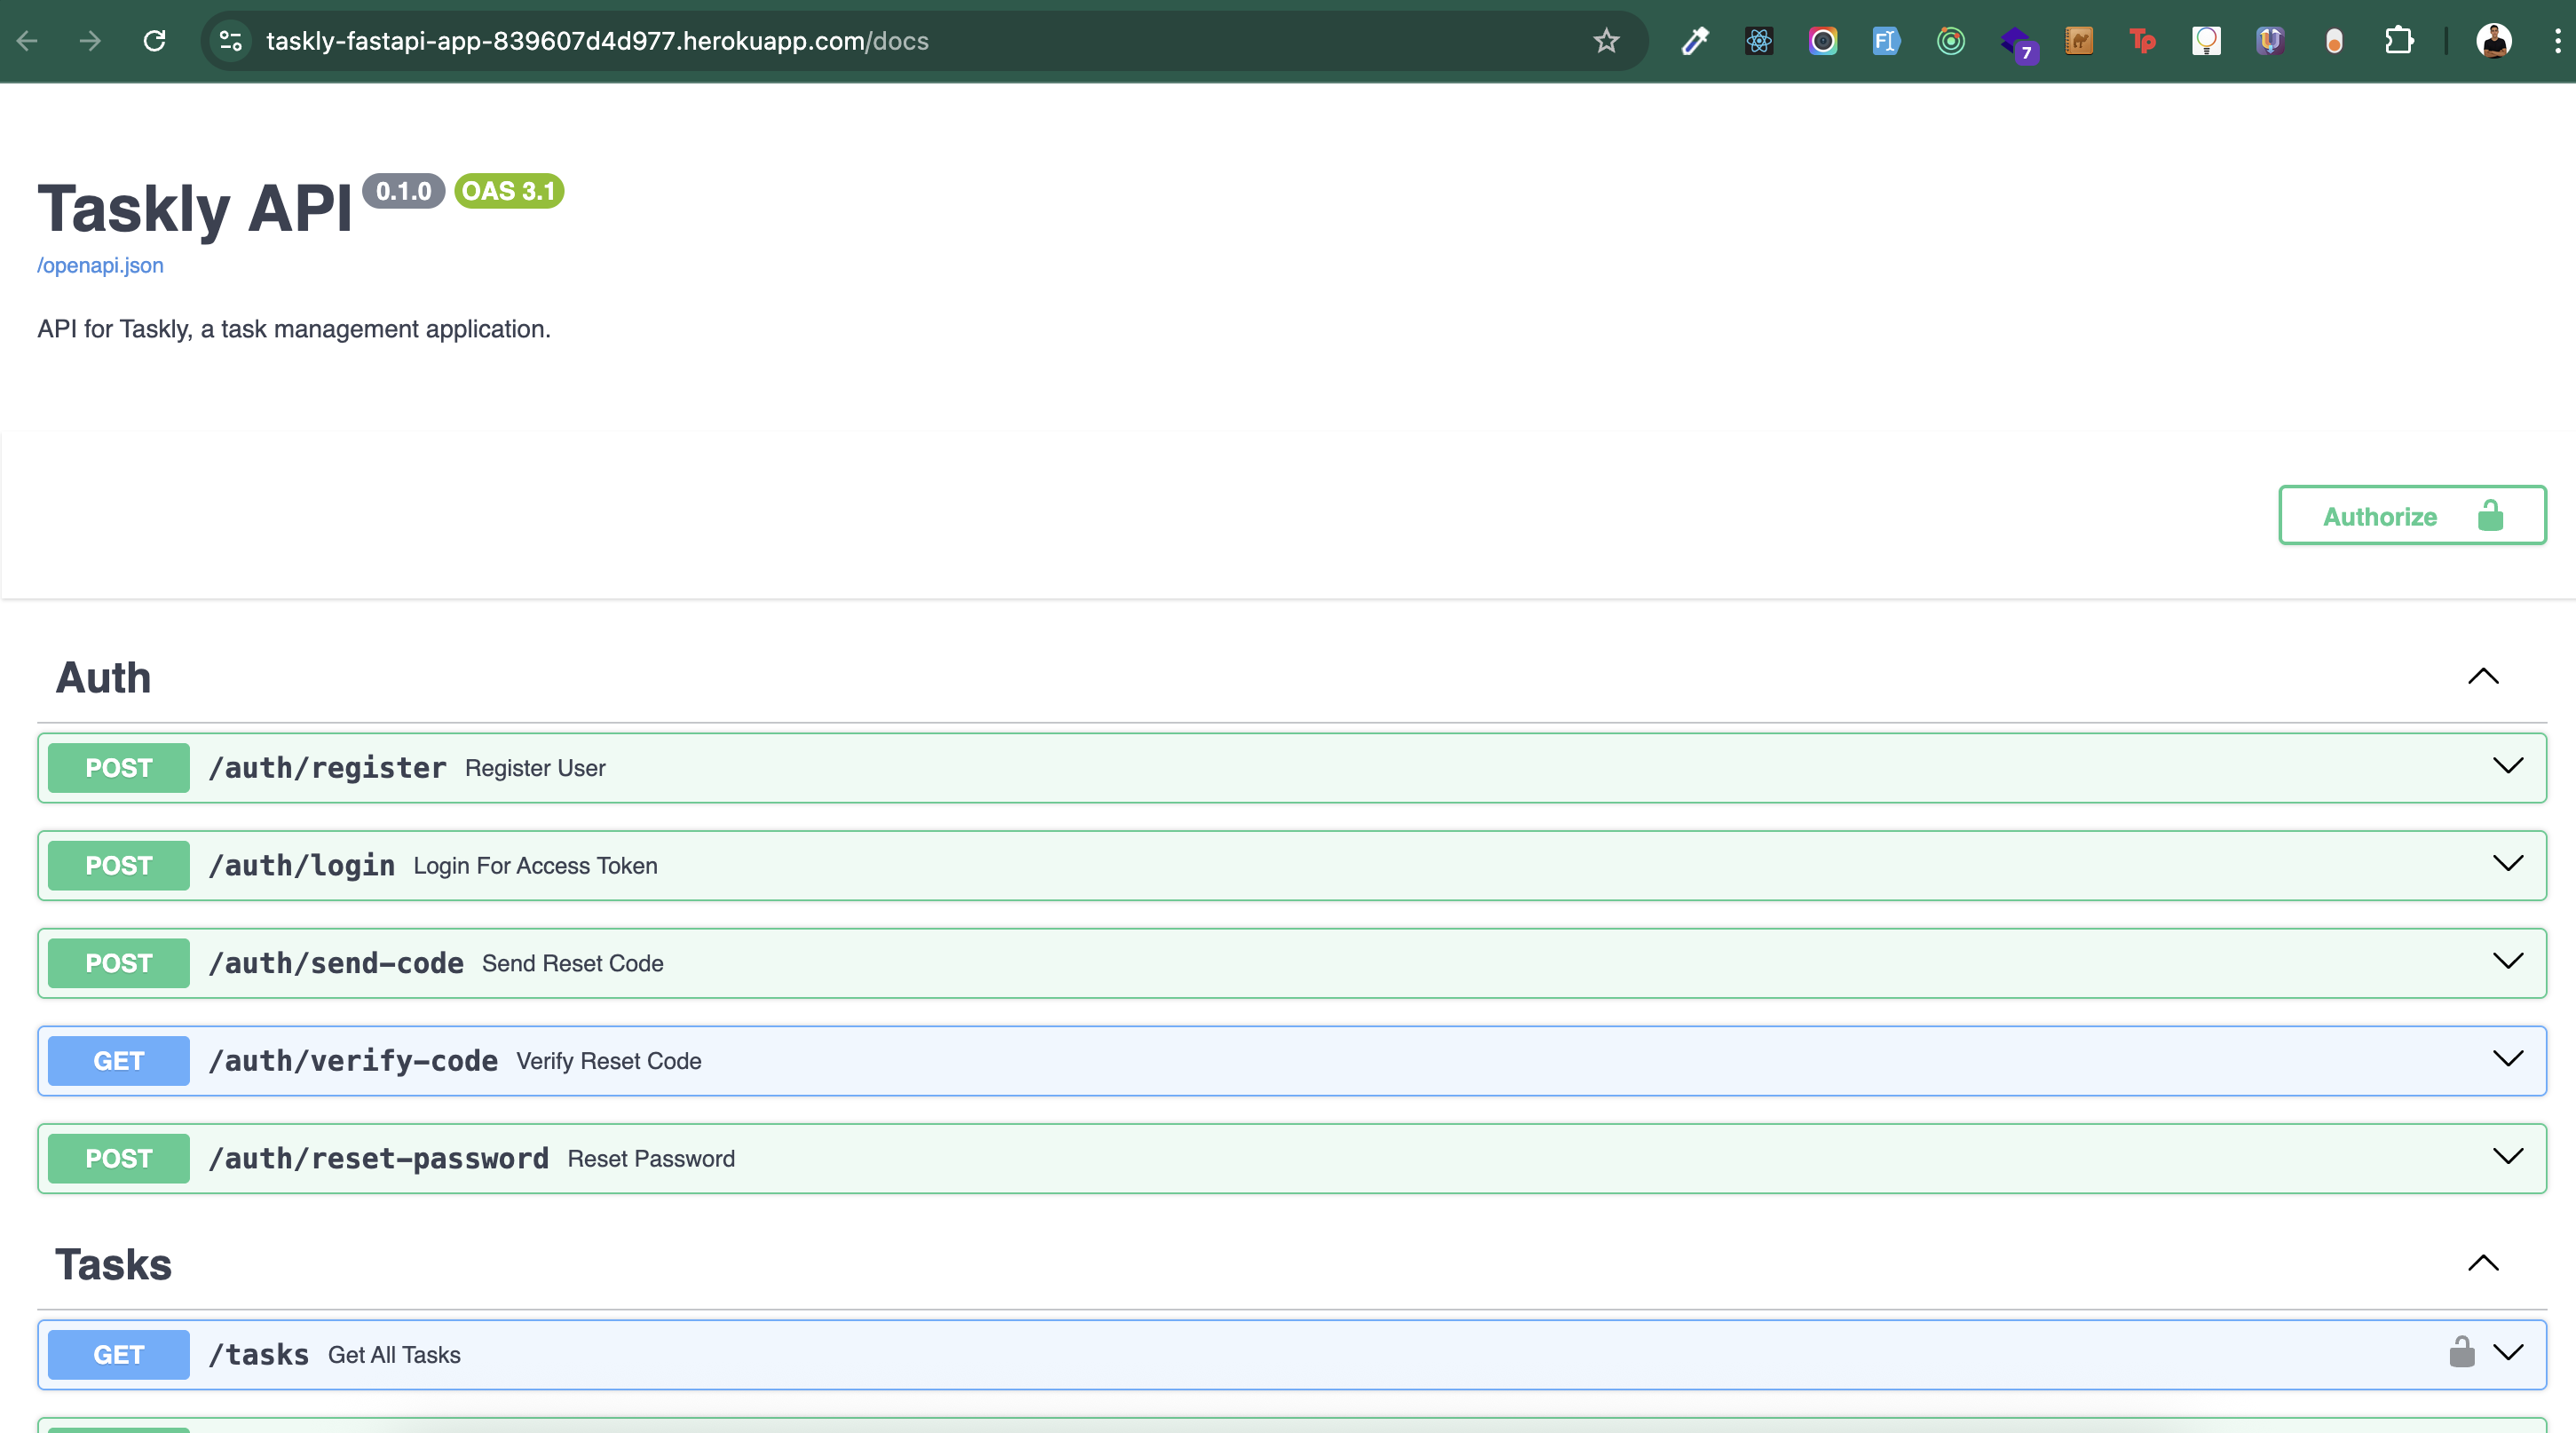 taskly-fastapi-app-839607d4d977.herokuapp.com/docs
7
Tp
Taskly API 0.1.0 OAS 3.1
/openapi.json
API for Taskly, a task management application.
Authorize
Auth
POST /auth/register Register User
POST /auth/login Login For Access Token
POST /auth/send-code Send Reset Code
GET /auth/verify-code Verify Reset Code
POST /auth/reset-password Reset Password
Tasks
GET /tasks Get All Tasks